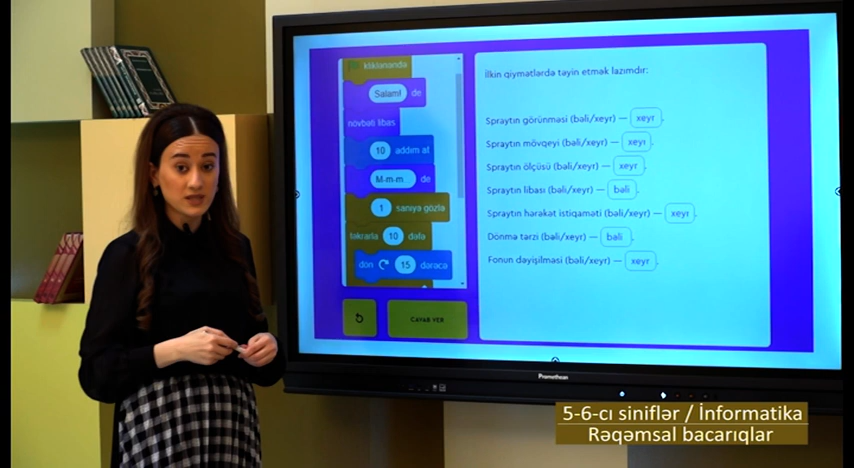 kliklənəndə
Salam! de
növbəti libas
10 addım at
M-m-m de
1 saniyə gözlə
təkrarla 10 dəfə
dön 15 dərəcə
CAVAB VER
İlkin qiymətlərdə təyin etmək lazımdır:
Spraytın görünməsi (bəli/xeyr) — xeyr.
Spraytın mövqeyi (bəli/xeyr) — xeyr.
Spraytın ölçüsü (bəli/xeyr) — xeyr.
Spraytın libası (bəli/xeyr) — bəli.
Spraytın hərəkət istiqaməti (bəli/xeyr) — xeyr.
Dönmə tərzi (bəli/xeyr) — bəli.
Fonun dəyişilməsi (bəli/xeyr) — xeyr.
Promethean
5-6-cı siniflər / İnformatika
Rəqəmsal bacarıqlar